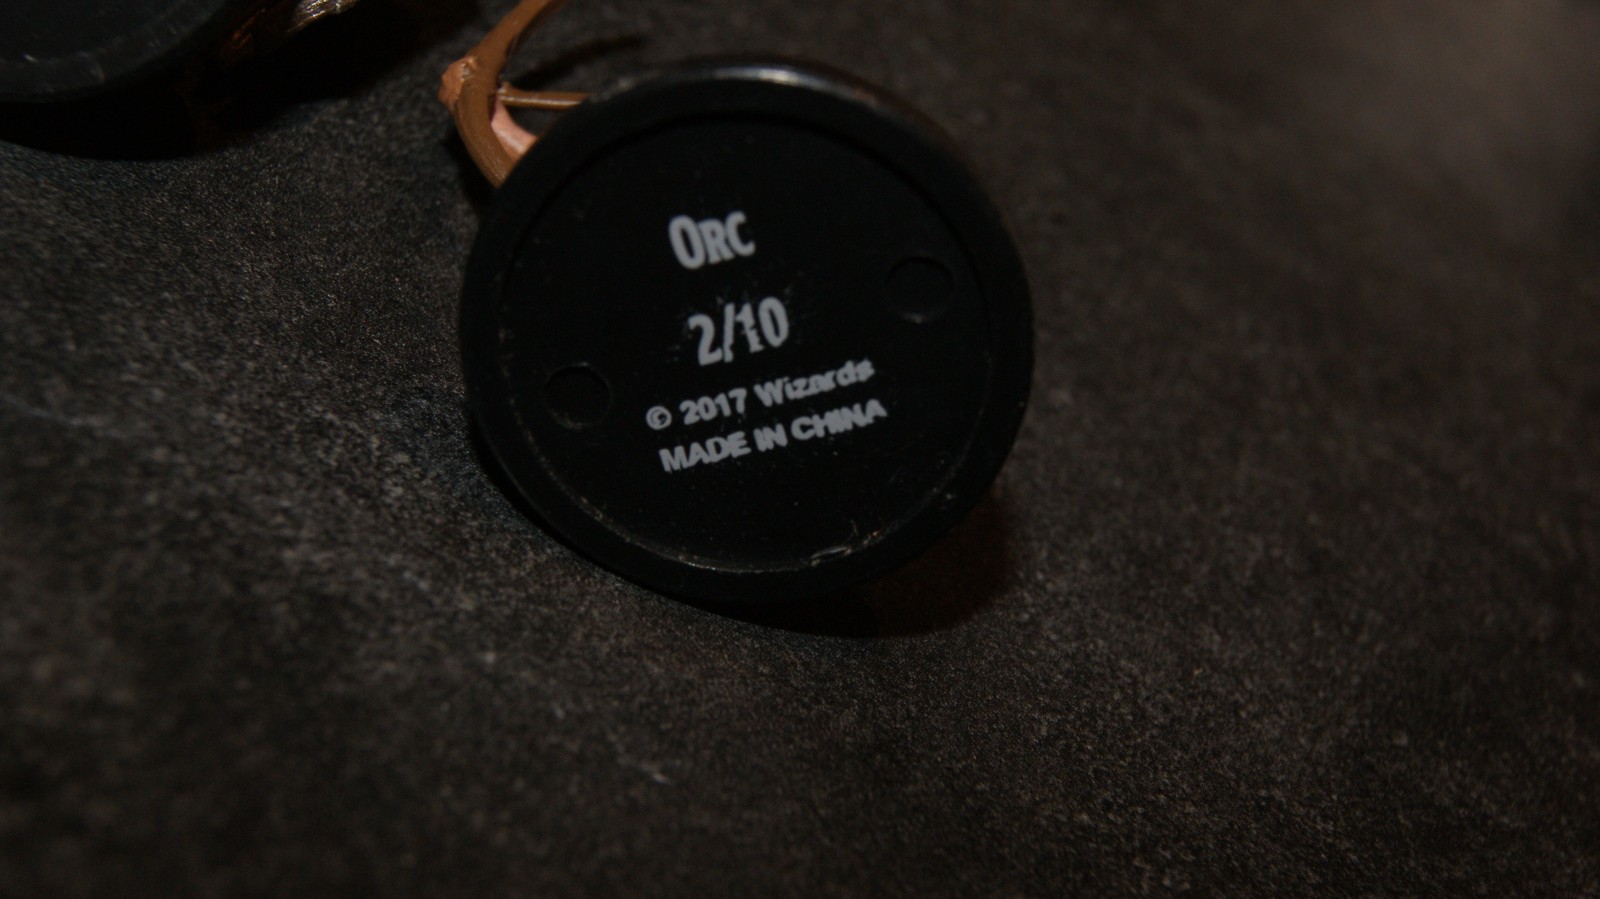 Orc
2/10
© 2017 Wizards
MADE IN CHINA